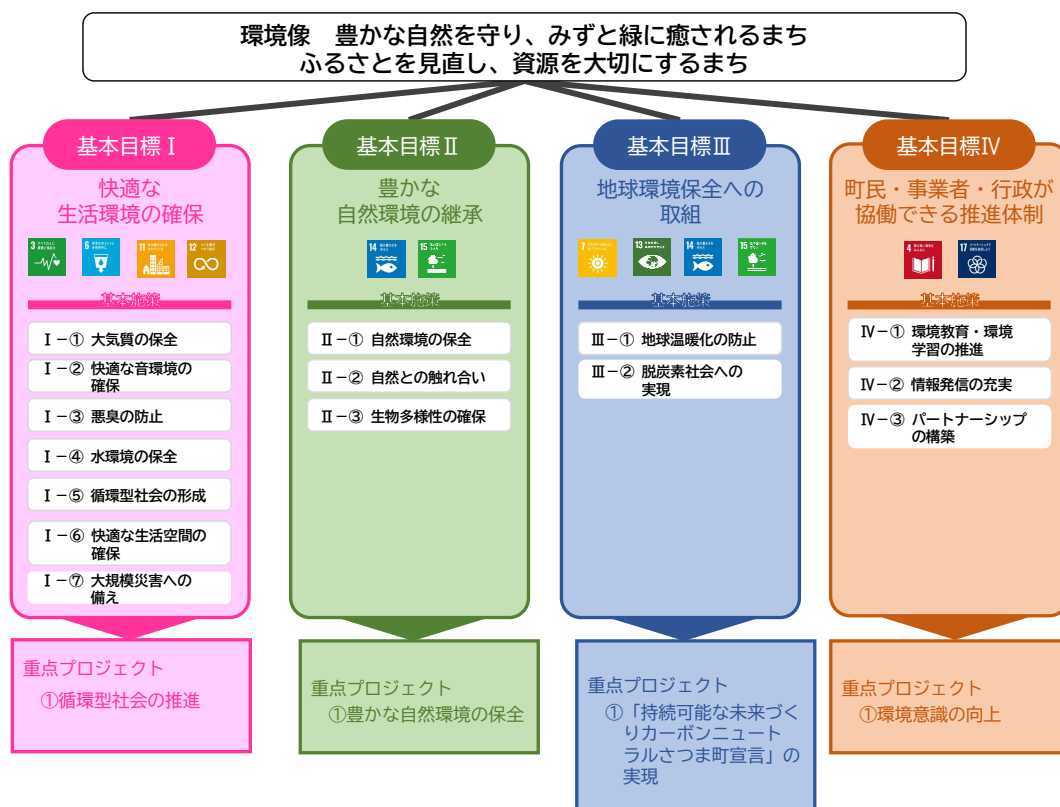 環境像　豊かな自然を守り、みずと緑に癒されるまち
ふるさとを見直し、資源を大切にするまち
基本目標Ⅰ
快適な
生活環境の確保
3
6
11
12
基本施策
Ⅰ－① 大気質の保全
Ⅰ－② 快適な音環境の
確保
Ⅰ－③ 悪臭の防止
Ⅰ－④ 水環境の保全
Ⅰ－⑤ 循環型社会の形成
Ⅰ－⑥ 快適な生活空間の
確保
Ⅰ－⑦ 大規模災害への
備え
重点プロジェクト
①循環型社会の推進
基本目標Ⅱ
豊かな
自然環境の継承
14
15
基本施策
Ⅱ－① 自然環境の保全
Ⅱ－② 自然との触れ合い
Ⅱ－③ 生物多様性の確保
重点プロジェクト
①豊かな自然環境の保全
基本目標Ⅲ
地球環境保全への
取組
7
13
14
15
基本施策
Ⅲ－① 地球温暖化の防止
Ⅲ－② 脱炭素社会への
実現
重点プロジェクト
①「持続可能な未来づく
りカーボンニュート
ラルさつま町宣言」の
実現
基本目標Ⅳ
町民・事業者・行政が
協働できる推進体制
4
17
基本施策
Ⅳ－① 環境教育・環境
学習の推進
Ⅳ－② 情報発信の充実
Ⅳ－③ パートナーシップ
の構築
重点プロジェクト
①環境意識の向上